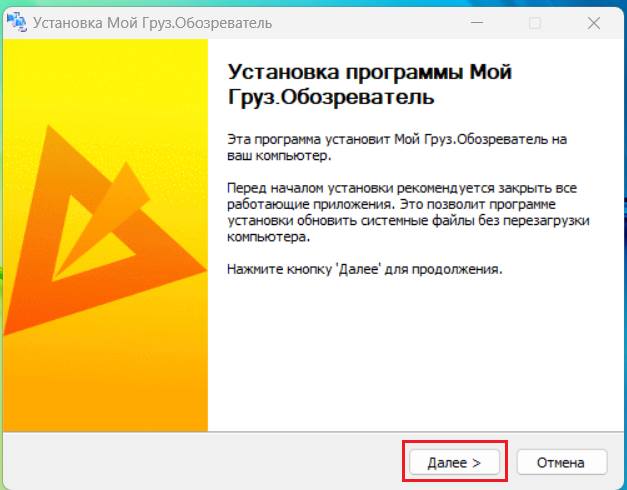 Установка Мой Груз.Обозреватель
Установка программы Мой
Груз.Обозреватель
Эта программа установит Мой Груз.Обозреватель на
ваш компьютер.
Перед началом установки рекомендуется закрыть все
работающие приложения. Это позволит программе
установки обновить системные файлы без перезагрузки
компьютера.
Нажмите кнопку 'Далее' для продолжения.
Далее >
Отмена